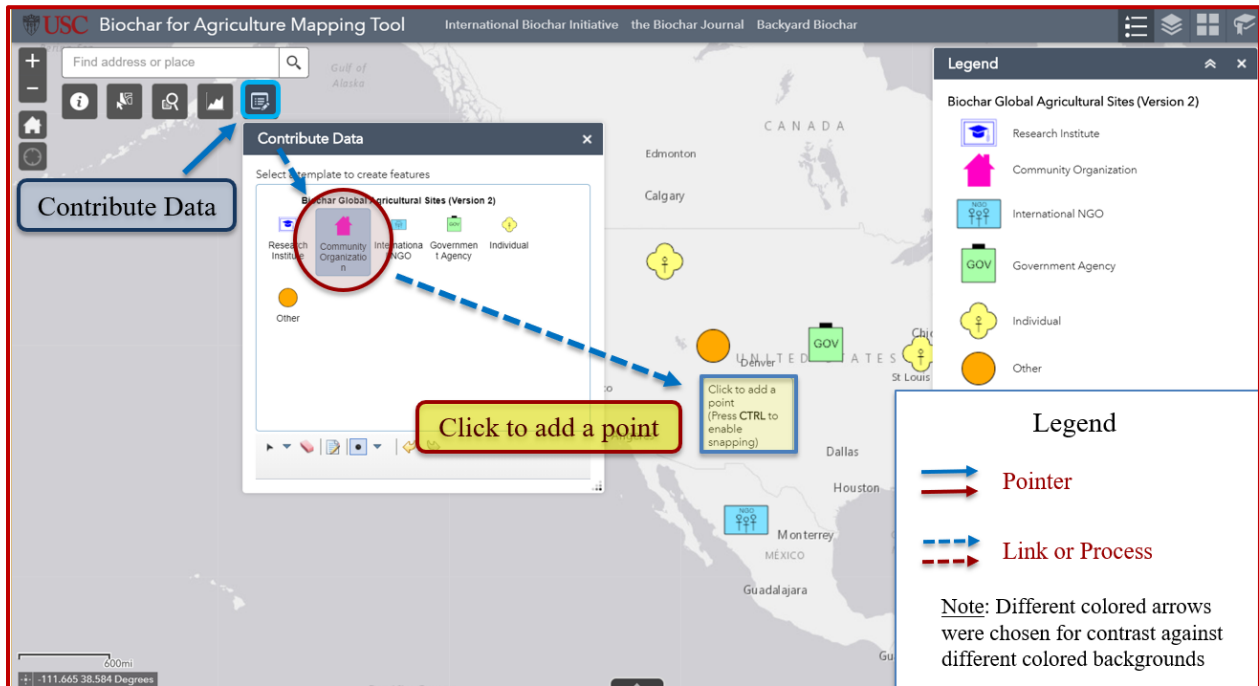 USC Biochar for Agriculture Mapping Tool
International Biochar Initiative the Biochar Journal Backyard Biochar
+
−
Find address or place
Gulf of
Alaska
Contribute Data
Contribute Data
Select a template to create features
Biochar Global Agricultural Sites (Version 2)
Research
Institute
Community
Organizatio
n
Internationa
l NGO
GOV
Governmen
t Agency
Individual
Other
Click to add a point
CANADA
Edmonton
Calgary
UNITED STATES
Denver
GOV
St Louis
Click to add a
point
(Press CTRL to
enable
snapping)
Dallas
Houston
NGO
Monterrey
MÉXICO
Guadalajara
600mi
-111.665 38.584 Degrees
Legend
Biochar Global Agricultural Sites (Version 2)
Research Institute
Community Organization
NGO
International NGO
GOV
Government Agency
Individual
Other
Legend
Pointer
Link or Process
Note: Different colored arrows
were chosen for contrast against
different colored backgrounds